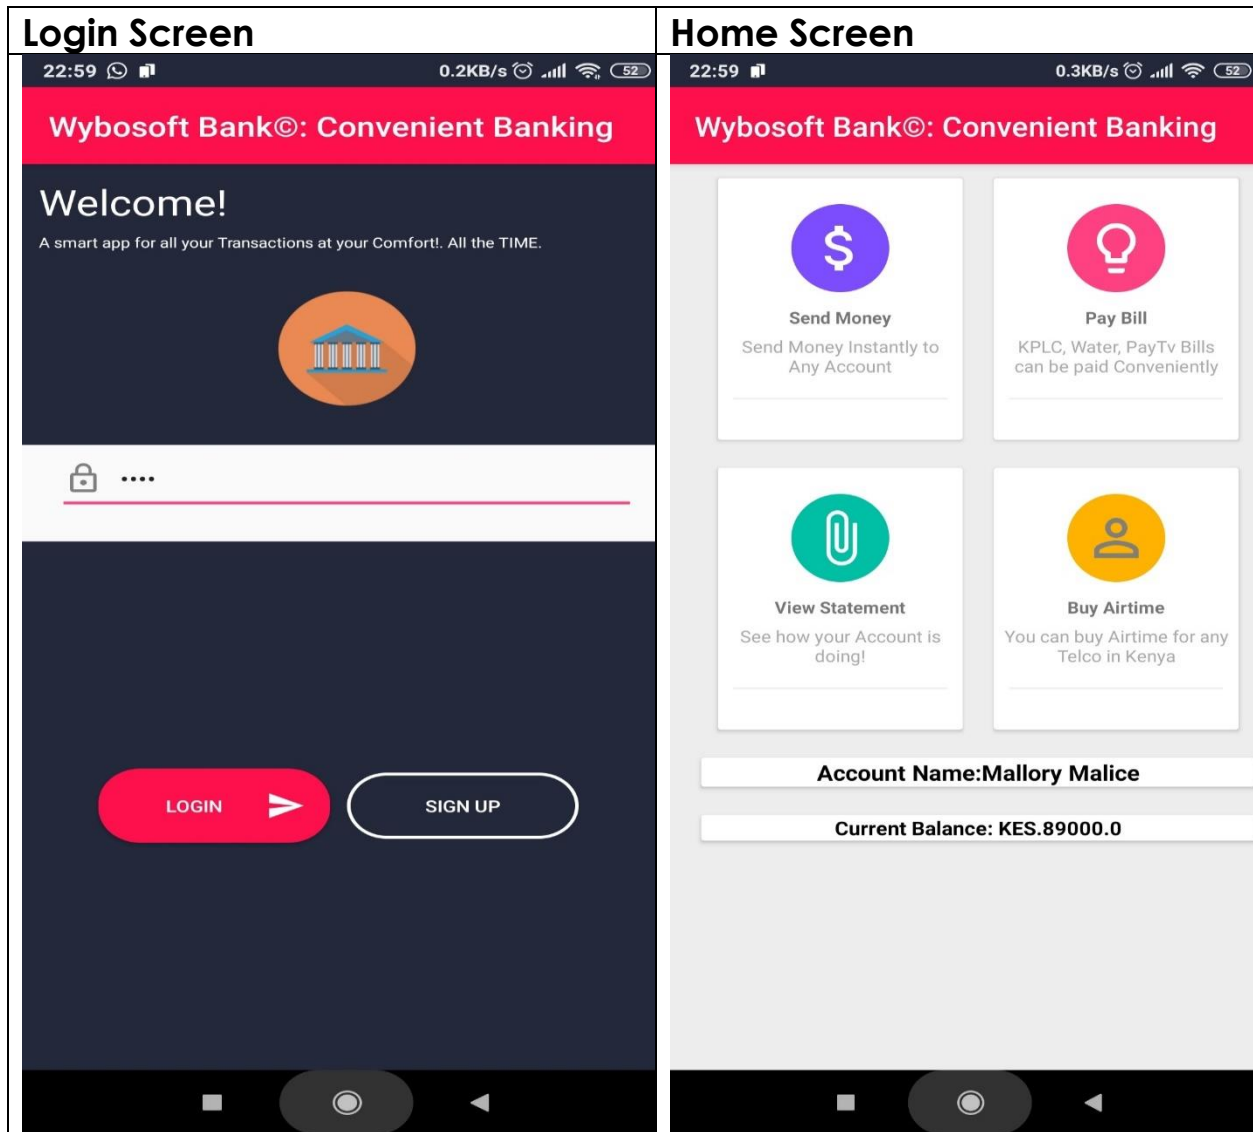 Login Screen
22:59 0.2KB/s 52
Wybosoft Bank©: Convenient Banking
Welcome!
A smart app for all your Transactions at your Comfort!. All the TIME.
••••
LOGIN
SIGN UP
Home Screen
22:59 0.3KB/s 52
Wybosoft Bank©: Convenient Banking
Send Money
Send Money Instantly to
Any Account
Pay Bill
KPLC, Water, PayTv Bills
can be paid Conveniently
View Statement
See how your Account is
doing!
Buy Airtime
You can buy Airtime for any
Telco in Kenya
Account Name:Mallory Malice
Current Balance: KES.89000.0